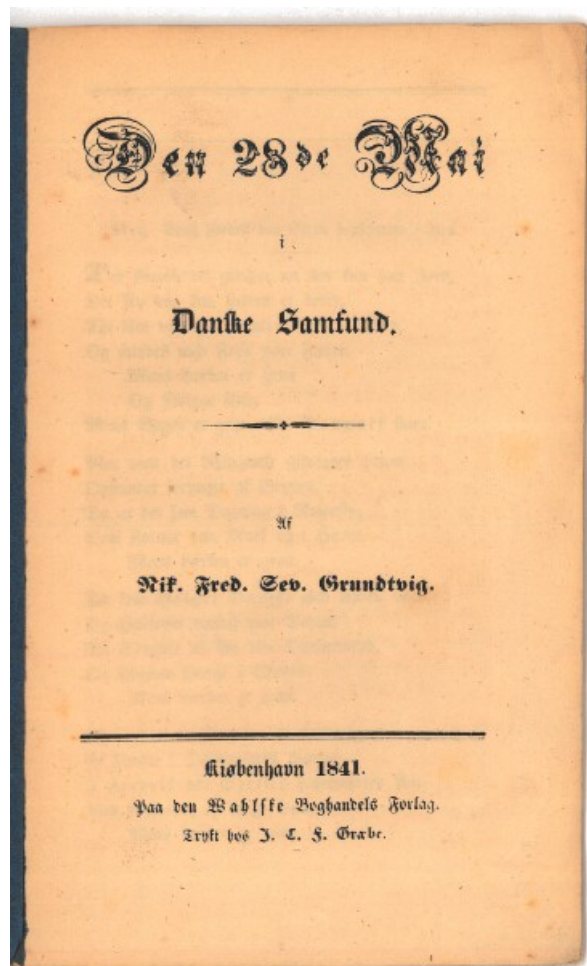 Den 28de Mai
i
Danske Samfund.
Af
Nik. Fred. Sev. Grundtvig.
Kiøbenhavn 1841.
Paa den Wahlske Boghandels Forlag.
Trykt hos J. C. F. Græbe.